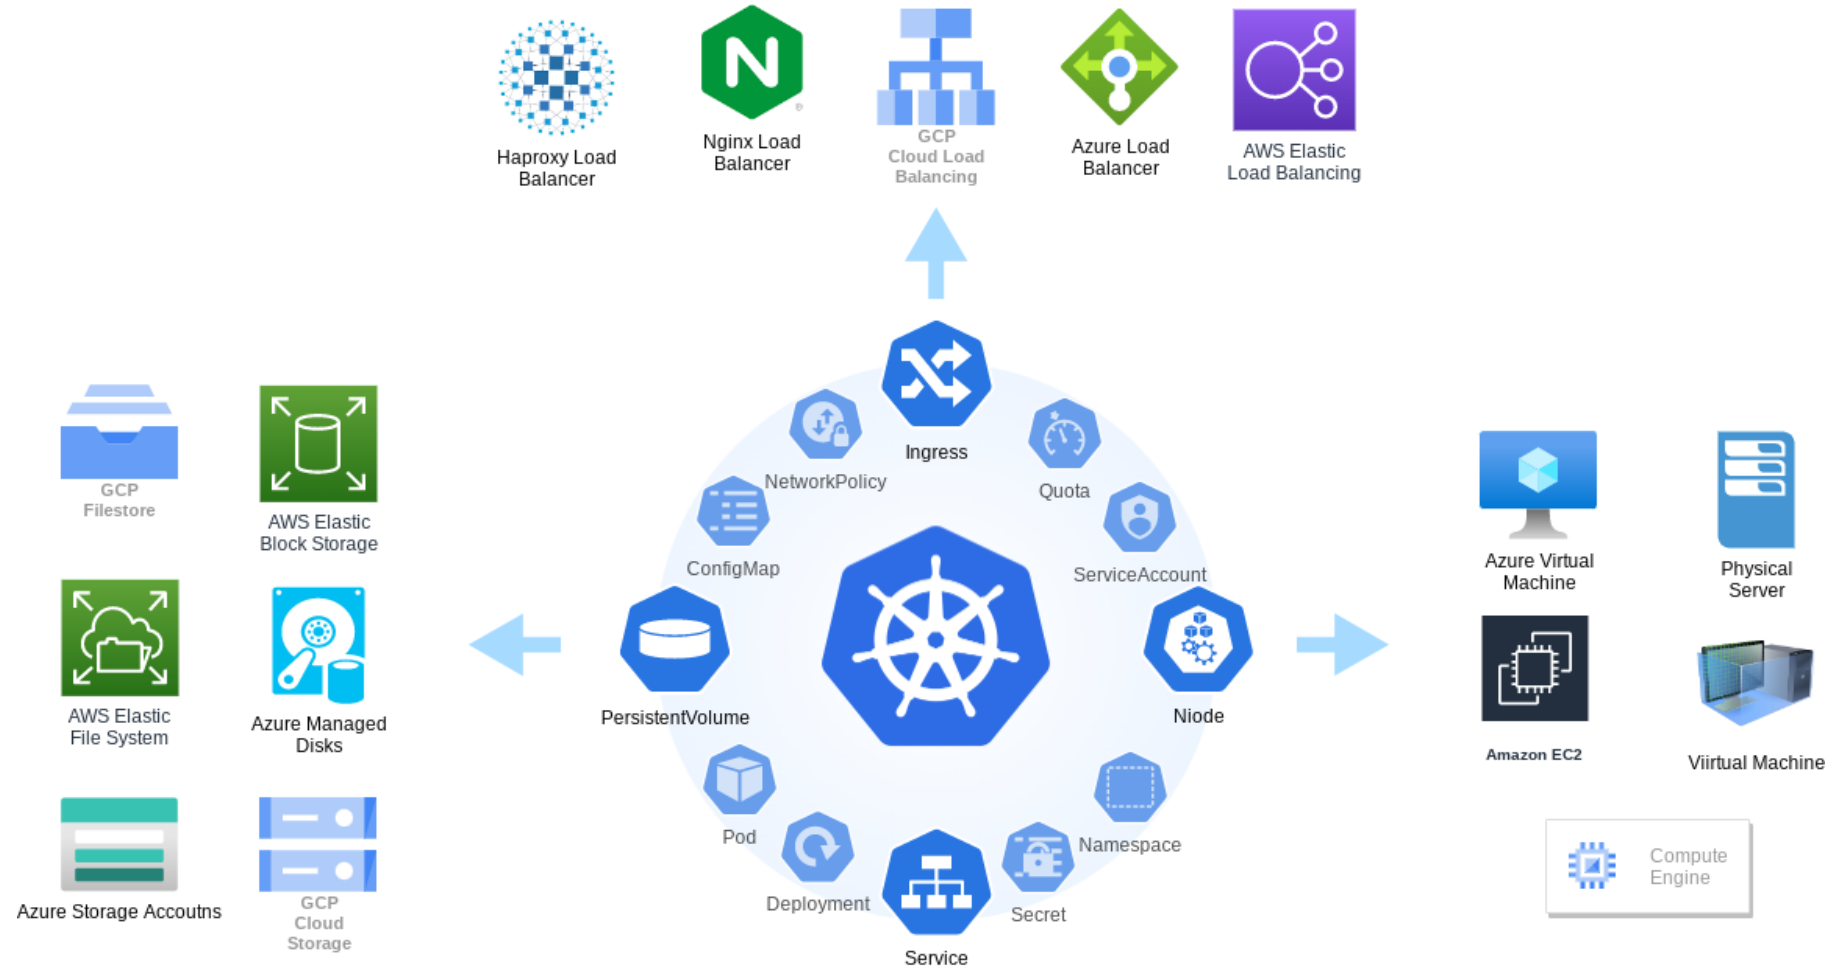 Haproxy Load
Balancer
Nginx Load
Balancer
GCP
Cloud Load
Balancing
Azure Load
Balancer
AWS Elastic
Load Balancing
GCP
Filestore
AWS Elastic
Block Storage
AWS Elastic
File System
Azure Managed
Disks
Azure Storage Accoutns
GCP
Cloud
Storage
Ingress
NetworkPolicy
Quota
ConfigMap
ServiceAccount
PersistentVolume
Niode
Pod
Namespace
Deployment
Secret
Service
Azure Virtual
Machine
Physical
Server
Amazon EC2
Viirtual Machine
Compute
Engine
N
®